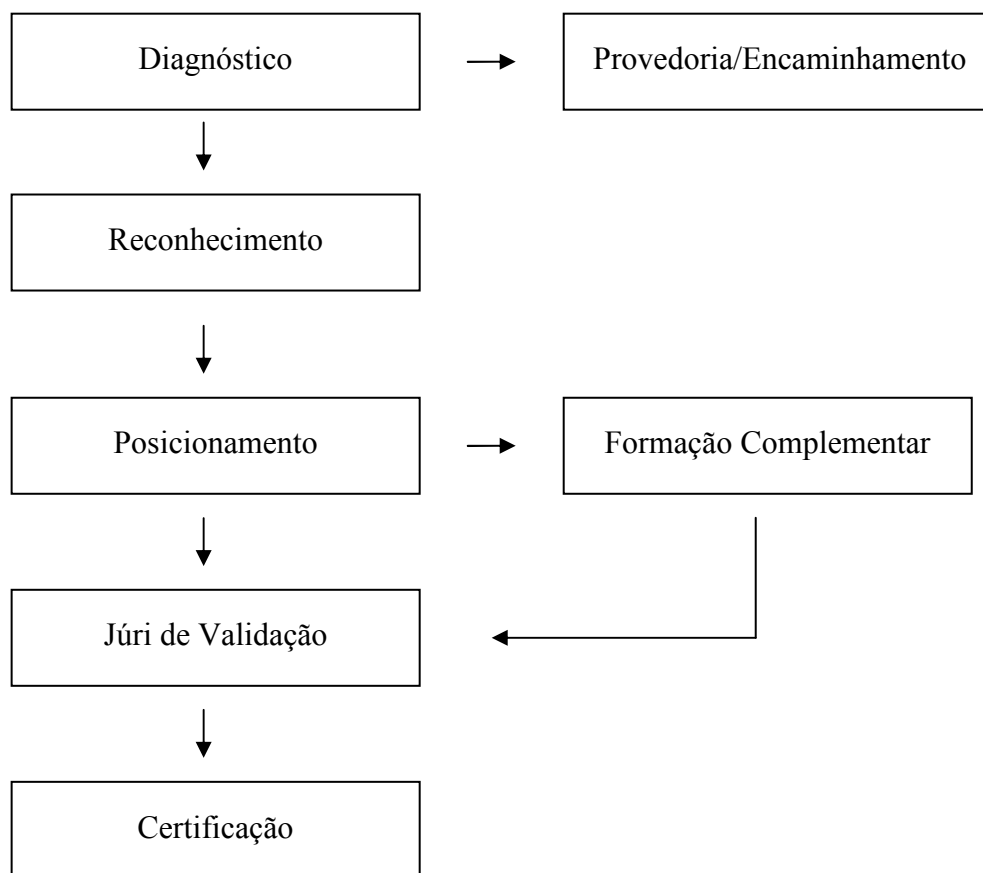 Diagnóstico
Provedoria/Encaminhamento
Reconhecimento
Posicionamento
Formação Complementar
Júri de Validação
Certificação